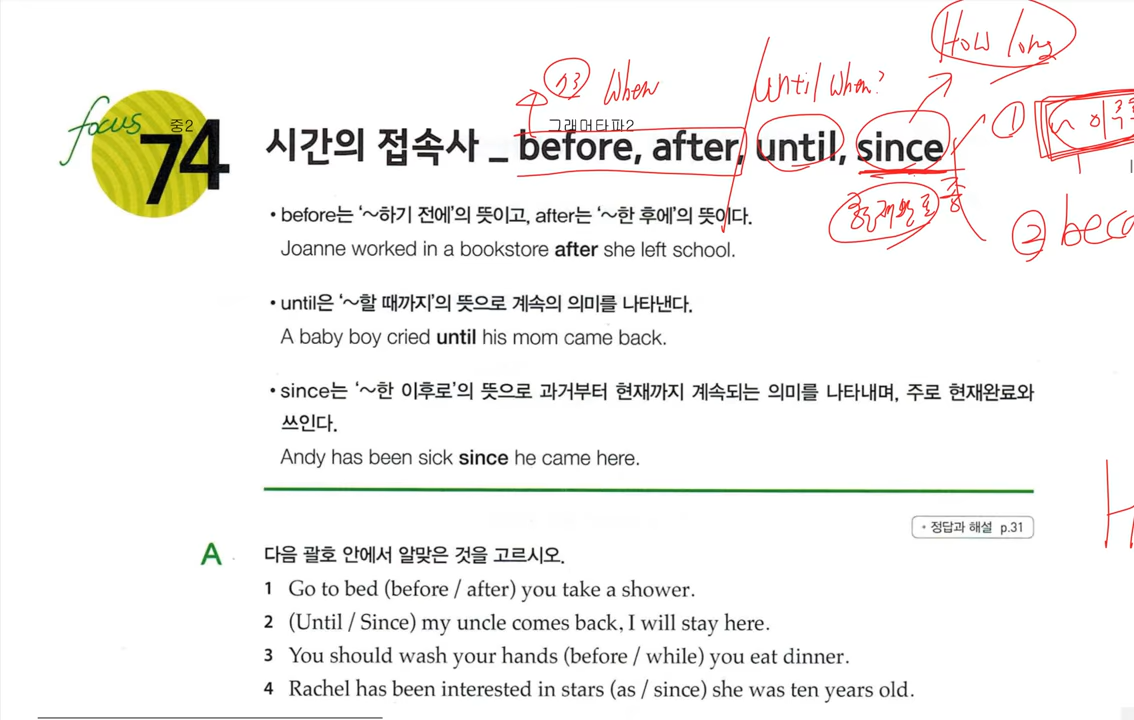 How long
시험 When
until when?
focus
중2
74
그래머타파2
시간의 접속사 _ before, after, until, since
①
~ 이후
현재완료
② beca
• before는 ‘～하기 전에’의 뜻이고, after는 ‘～한 후에’의 뜻이다.
Joanne worked in a bookstore after she left school.
• until은 ‘～할 때까지’의 뜻으로 계속의 의미를 나타낸다.
A baby boy cried until his mom came back.
• since는 ‘～한 이후로’의 뜻으로 과거부터 현재까지 계속되는 의미를 나타내며, 주로 현재완료와
쓰인다.
Andy has been sick since he came here.
H
• 정답과 해설 p.31
A 다음 괄호 안에서 알맞은 것을 고르시오.
1 Go to bed (before / after) you take a shower.
2 (Until / Since) my uncle comes back, I will stay here.
3 You should wash your hands (before / while) you eat dinner.
4 Rachel has been interested in stars (as / since) she was ten years old.